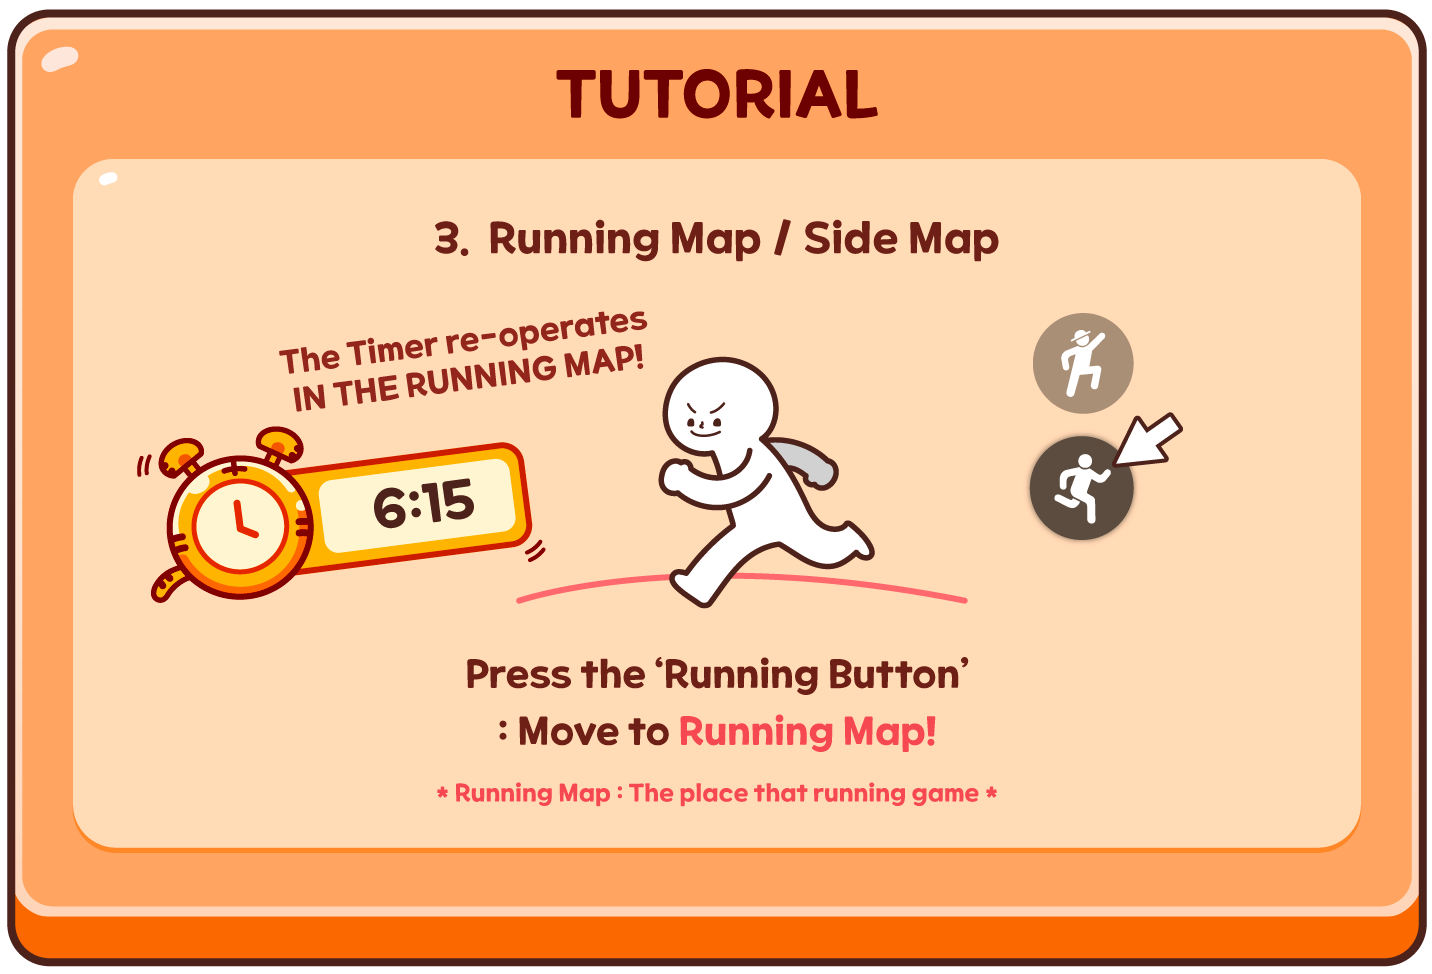 TUTORIAL
3. Running Map / Side Map
The Timer re-operates
IN THE RUNNING MAP!
6:15
Press the ‘Running Button’
: Move to Running Map!
* Running Map : The place that running game *